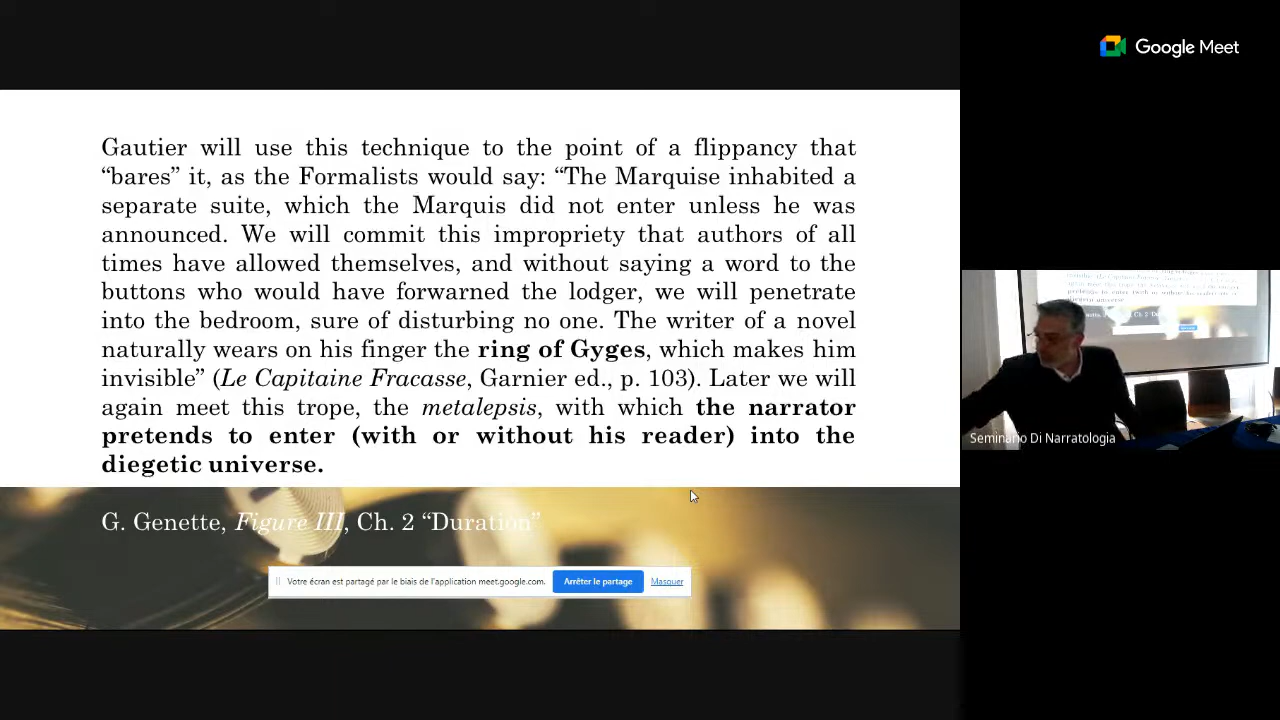 Gautier will use this technique to the point of a flippancy that
“bares” it, as the Formalists would say: “The Marquise inhabited a
separate suite, which the Marquis did not enter unless he was
announced. We will commit this impropriety that authors of all
times have allowed themselves, and without saying a word to the
buttons who would have forwarned the lodger, we will penetrate
into the bedroom, sure of disturbing no one. The writer of a novel
naturally wears on his finger the ring of Gyges, which makes him
invisible” (Le Capitaine Fracasse, Garnier ed., p. 103). Later we will
again meet this trope, the metalepsis, with which the narrator
pretends to enter (with or without his reader) into the
diegetic universe.
G. Genette, Figure III, Ch. 2 “Duration”
Votre écran est partagé par le biais de l'application meet.google.com.
Arrêter le partage
Masquer
Google Meet
Seminario Di Narratologia